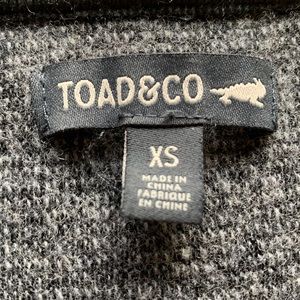 TOAD&CO
XS
MADE IN
CHINA
FABRIQUE
EN CHINE